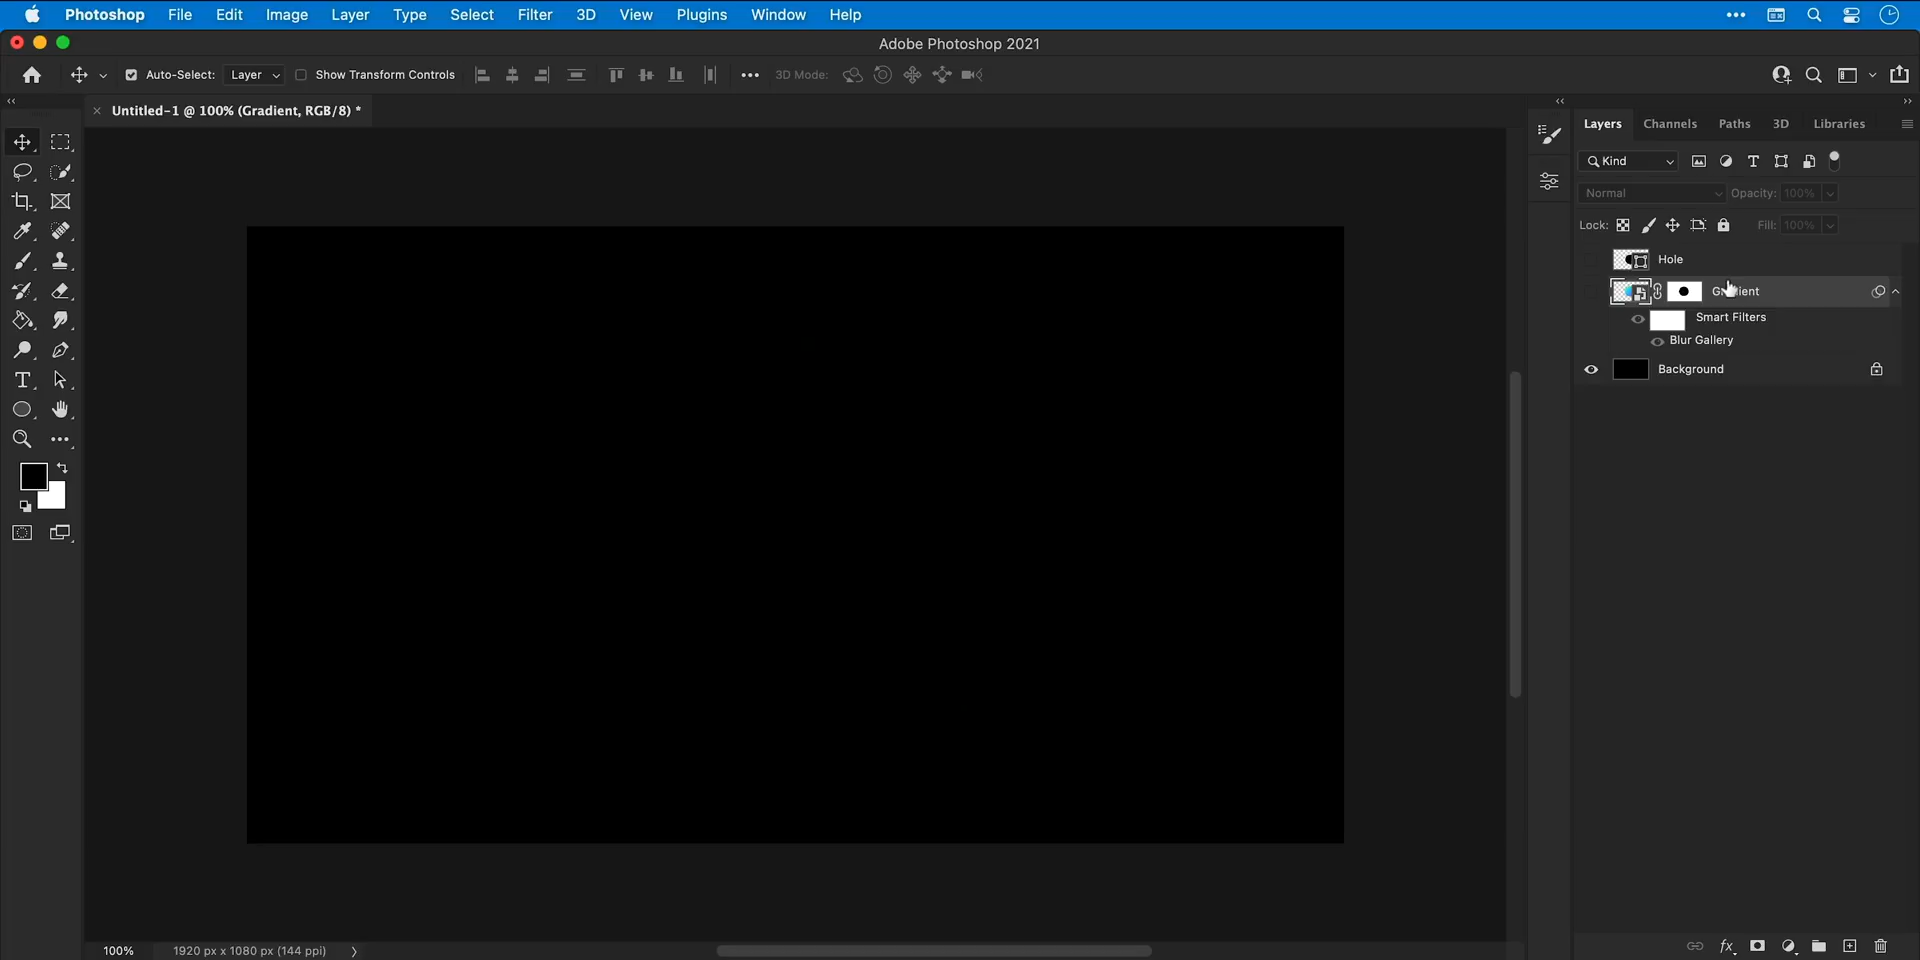 Photoshop File Edit Image Layer Type Select Filter 3D View Plugins Window Help
Adobe Photoshop 2021
Auto-Select: Layer Show Transform Controls 3D Mode:
Untitled-1 @ 100% (Gradient, RGB/8) *
Layers Channels Paths 3D Libraries
Kind
Normal Opacity: 100%
Lock: Fill: 100%
Hole
Gradient
Smart Filters
Blur Gallery
Background
100% 1920 px x 1080 px (144 ppi)